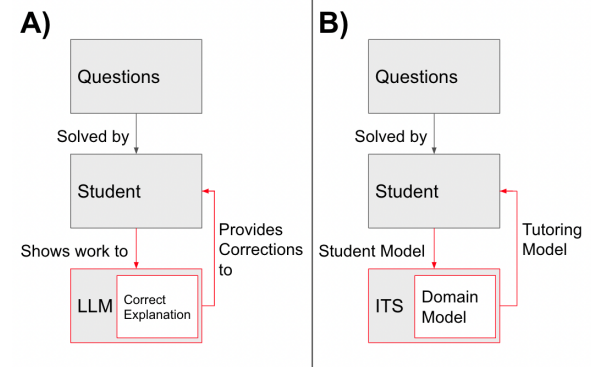 A)
Questions
Solved by
Student
Shows work to
Provides
Corrections
to
LLM
Correct
Explanation
B)
Questions
Solved by
Student
Student Model
Tutoring
Model
ITS
Domain
Model